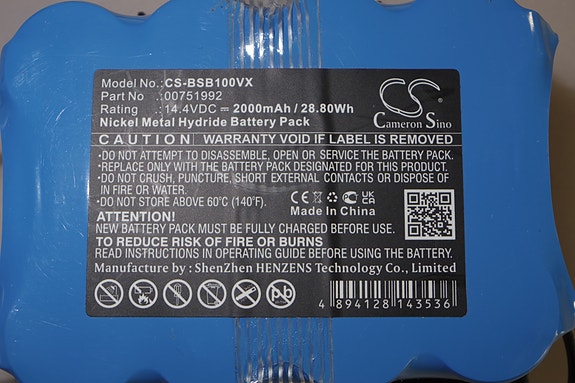 Model No.:CS-BSB100VX
Part No :00751992
Rating :14.4VDC⎓2000mAh / 28.80Wh
Nickel Metal Hydride Battery Pack
CS
Cameron Sino
CAUTION WARRANTY VOID IF LABEL IS REMOVED
•DO NOT ATTEMPT TO DISASSEMBLE, OPEN OR SERVICE THE BATTERY PACK.
•REPLACE ONLY WITH THE BATTERY PACK DESIGNATED FOR THIS PRODUCT.
•DO NOT CRUSH, PUNCTURE, SHORT EXTERNAL CONTACTS OR DISPOSE OF
IN FIRE OR WATER.
•DO NOT STORE ABOVE 60°C (140°F).
CE UK CA
Made In China
ATTENTION!
NEW BATTERY PACK MUST BE FULLY CHARGED BEFORE USE.
TO REDUCE RISK OF FIRE OR BURNS
READ INSTRUCTIONS IN OPERATING GUIDE BEFORE USING THE BATTERY.
Manufacture by : ShenZhen HENZENS Technology Co., Limited
Pb
4 894128 143536